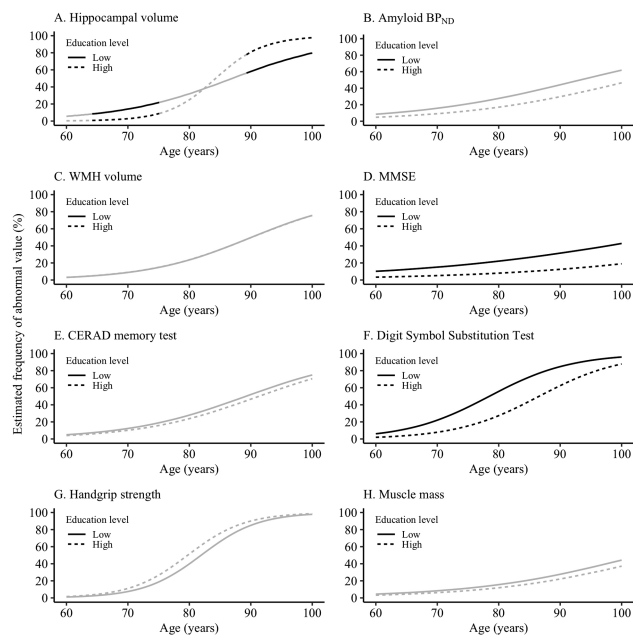 A. Hippocampal volume
Education level
Low
High
100
80
60
40
20
0
60 70 80 90 100
Age (years)
B. Amyloid BPND
Education level
Low
High
100
80
60
40
20
0
60 70 80 90 100
Age (years)
C. WMH volume
Education level
Low
High
100
80
60
40
20
0
60 70 80 90 100
Age (years)
D. MMSE
Education level
Low
High
100
80
60
40
20
0
60 70 80 90 100
Age (years)
Estimated frequency of abnormal value (%)
E. CERAD memory test
Education level
Low
High
100
80
60
40
20
0
60 70 80 90 100
Age (years)
F. Digit Symbol Substitution Test
Education level
Low
High
100
80
60
40
20
0
60 70 80 90 100
Age (years)
G. Handgrip strength
Education level
Low
High
100
80
60
40
20
0
60 70 80 90 100
Age (years)
H. Muscle mass
Education level
Low
High
100
80
60
40
20
0
60 70 80 90 100
Age (years)